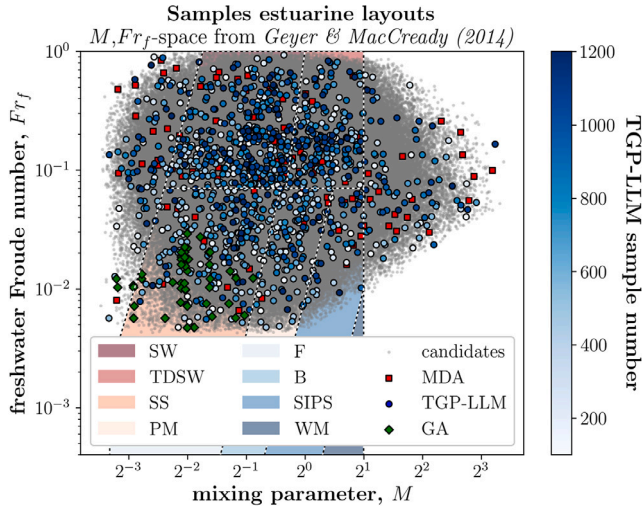 Samples estuarine layouts
M,Fr_f-space from Geyer & MacCready (2014)
freshwater Froude number, Fr_f
10^0
10^-1
10^-2
10^-3
SW
TDSW
SS
PM
F
B
SIPS
WM
candidates
MDA
TGP-LLM
GA
2^-3
2^-2
2^-1
2^0
2^1
2^2
2^3
mixing parameter, M
1200
1000
800
600
400
200
TGP-LLM sample number